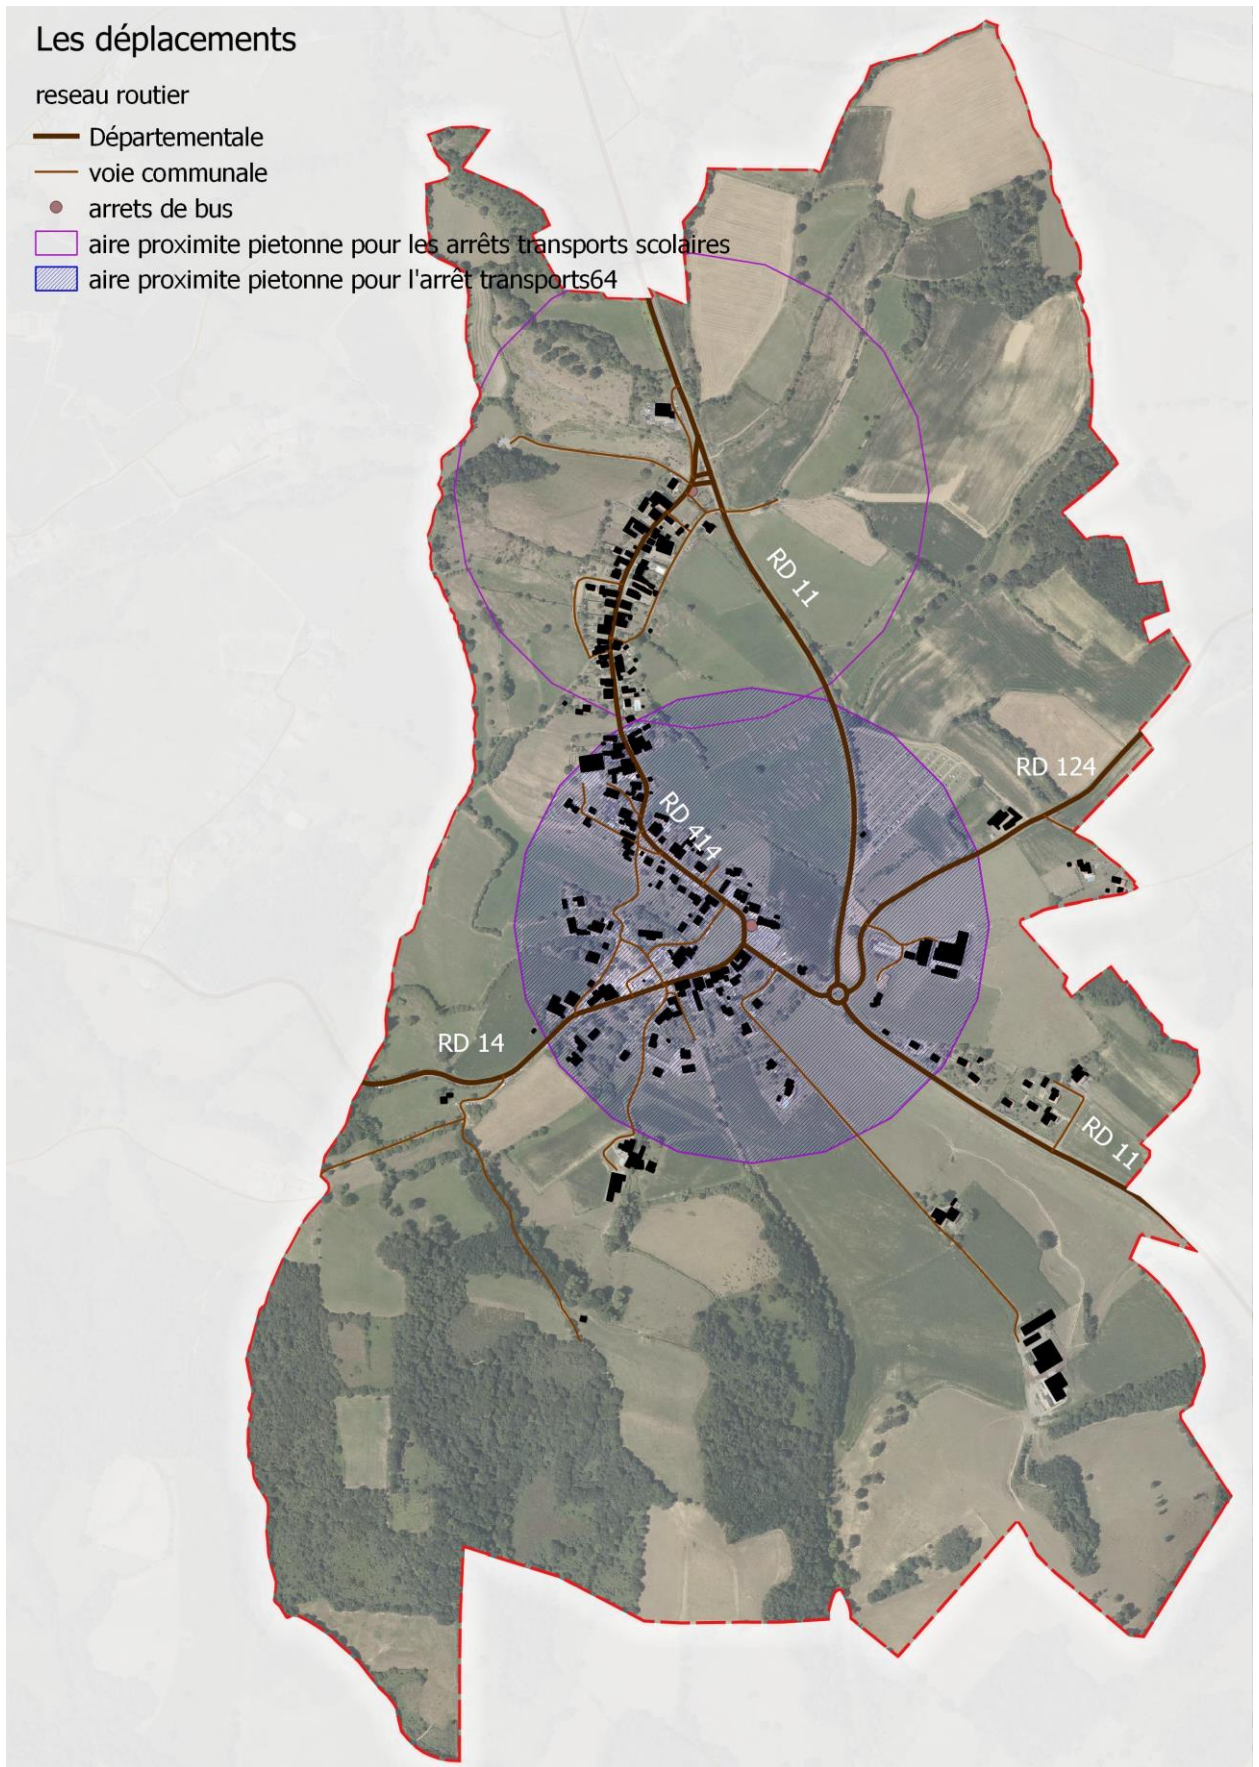 Les déplacements
reseau routier
Départementale
voie communale
arrets de bus
aire proximite pietonne pour les arrêts transports scolaires
aire proximite pietonne pour l'arrêt transports64
RD 11
RD 124
RD 414
RD 14
RD 11